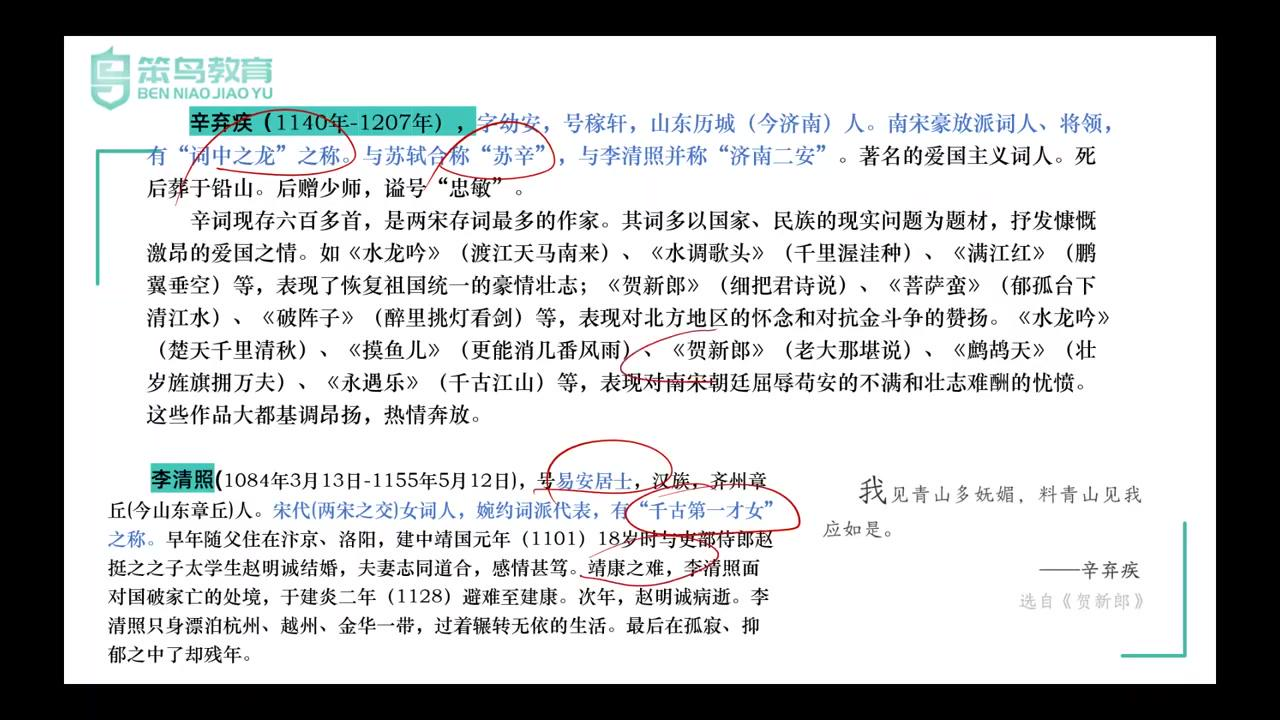 笨鸟教育
BEN NIAO JIAO YU
辛弃疾（1140年-1207年），字幼安，号稼轩，山东历城（今济南）人。南宋豪放派词人、将领，
有“词中之龙”之称。与苏轼合称“苏辛”，与李清照并称“济南二安”。著名的爱国主义词人。死
后葬于铅山。后赠少师，谥号“忠敏”。
辛词现存六百多首，是两宋存词最多的作家。其词多以国家、民族的现实问题为题材，抒发慷慨
激昂的爱国之情。如《水龙吟》（渡江天马南来）、《水调歌头》（千里渥洼种）、《满江红》（鹏
翼垂空）等，表现了恢复祖国统一的豪情壮志；《贺新郎》（细把君诗说）、《菩萨蛮》（郁孤台下
清江水）、《破阵子》（醉里挑灯看剑）等，表现对北方地区的怀念和对抗金斗争的赞扬。《水龙吟》
（楚天千里清秋）、《摸鱼儿》（更能消几番风雨）、《贺新郎》（老大那堪说）、《鹧鸪天》（壮
岁旌旗拥万夫）、《永遇乐》（千古江山）等，表现对南宋朝廷屈辱苟安的不满和壮志难酬的忧愤。
这些作品大都基调昂扬，热情奔放。
李清照(1084年3月13日-1155年5月12日)，号易安居士，汉族，齐州章
丘(今山东章丘)人。宋代(两宋之交)女词人，婉约词派代表，有“千古第一才女”
之称。早年随父住在汴京、洛阳，建中靖国元年（1101）18岁时与吏部侍郎赵
挺之之子太学生赵明诚结婚，夫妻志同道合，感情甚笃。靖康之难，李清照面
对国破家亡的处境，于建炎二年（1128）避难至建康。次年，赵明诚病逝。李
清照只身漂泊杭州、越州、金华一带，过着辗转无依的生活。最后在孤寂、抑
郁之中了却残年。
我见青山多妩媚，料青山见我
应如是。
——辛弃疾
选自《贺新郎》